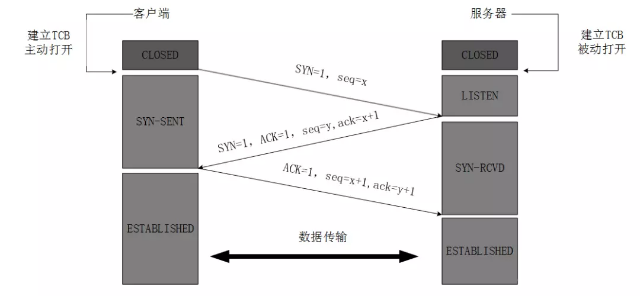 客户端
服务器
建立TCB
主动打开
建立TCB
被动打开
CLOSED
CLOSED
SYN=1, seq=x
LISTEN
SYN-SENT
SYN=1, ACK=1, seq=y,ack=x+1
SYN-RCVD
ACK=1, seq=x+1,ack=y+1
ESTABLISHED
数据传输
ESTABLISHED